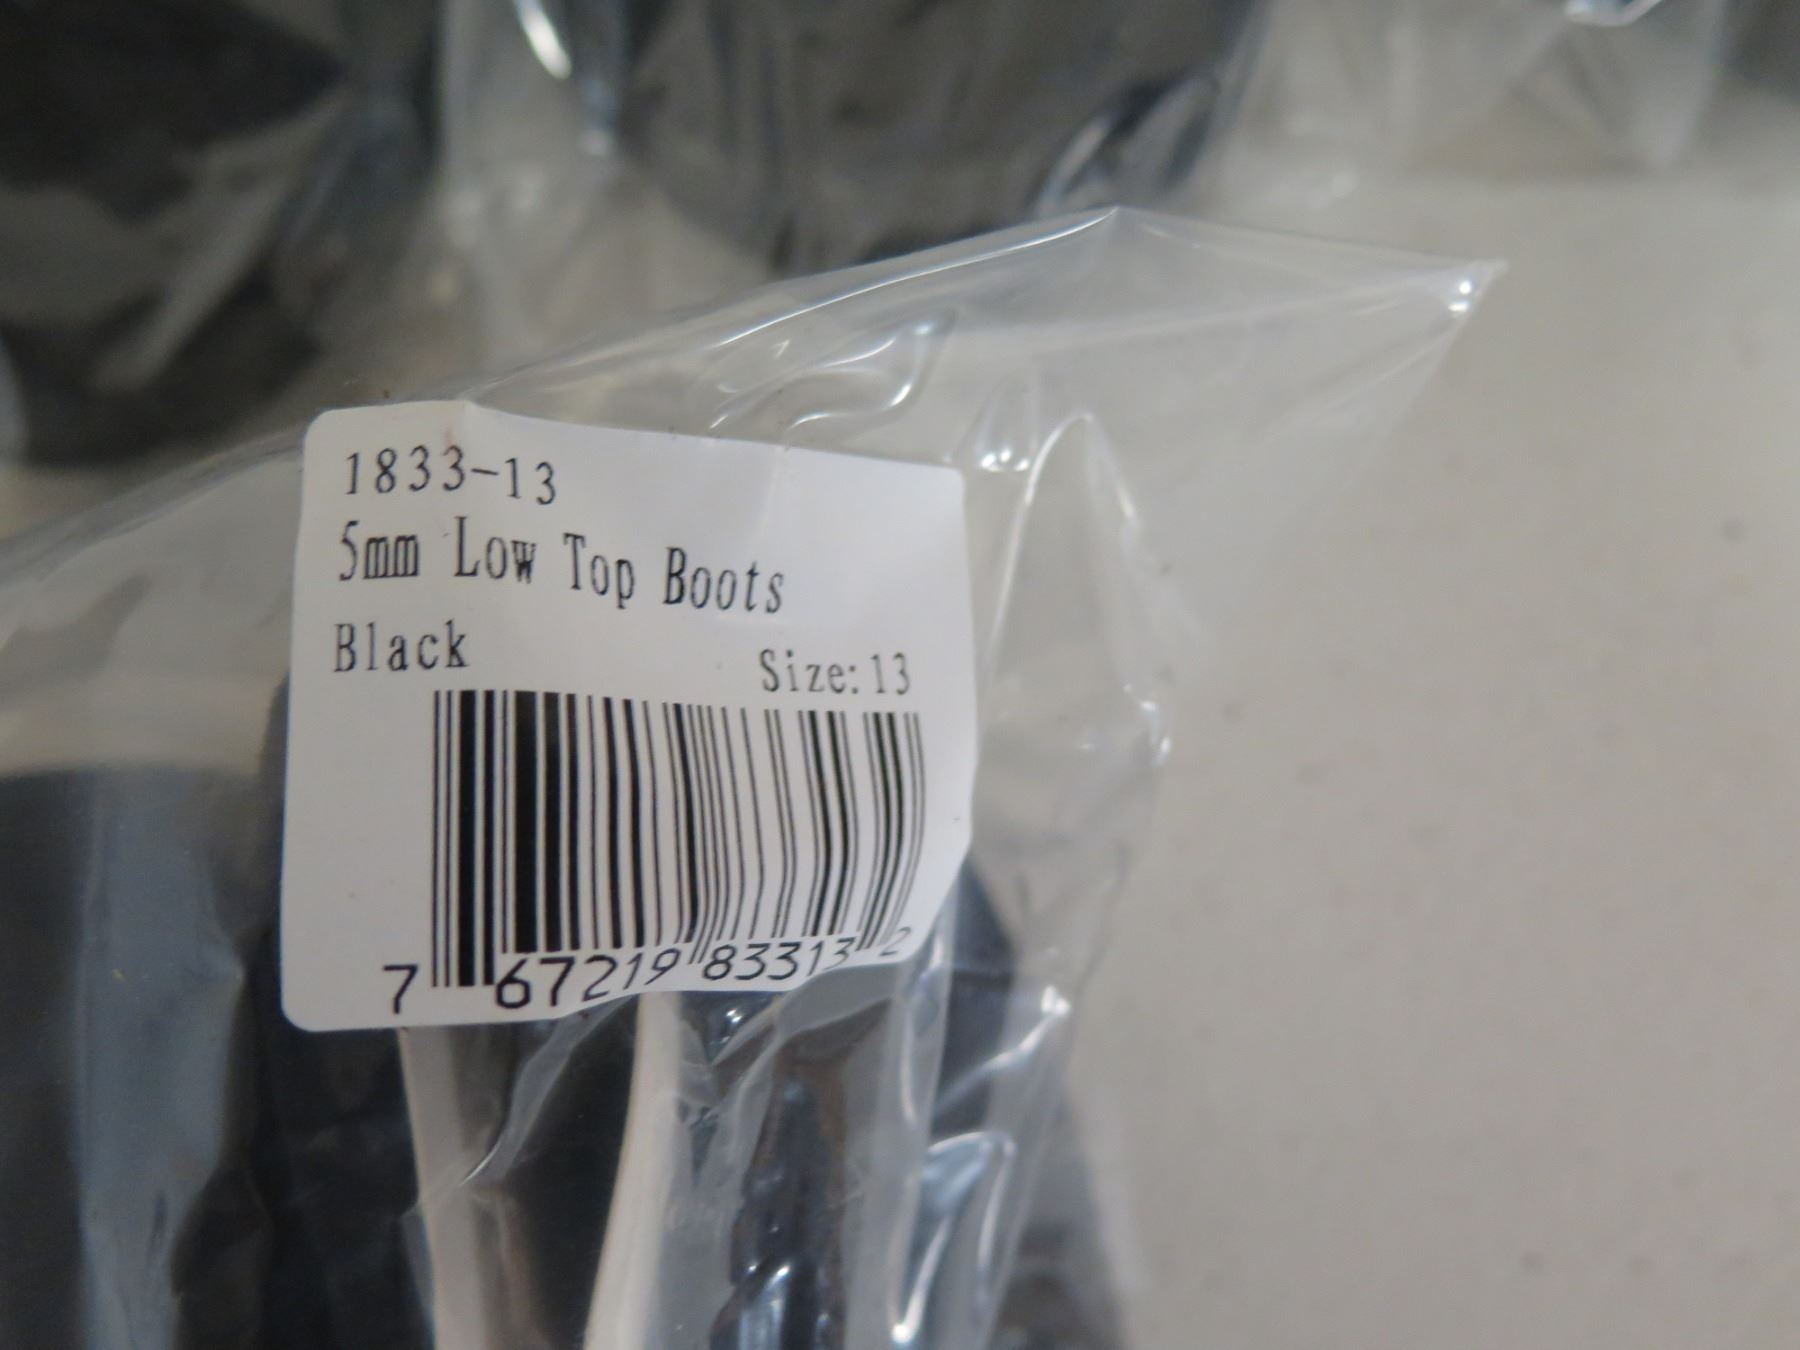 1833-13
5mm Low Top Boots
Black
Size:13
7 67219 83313 2